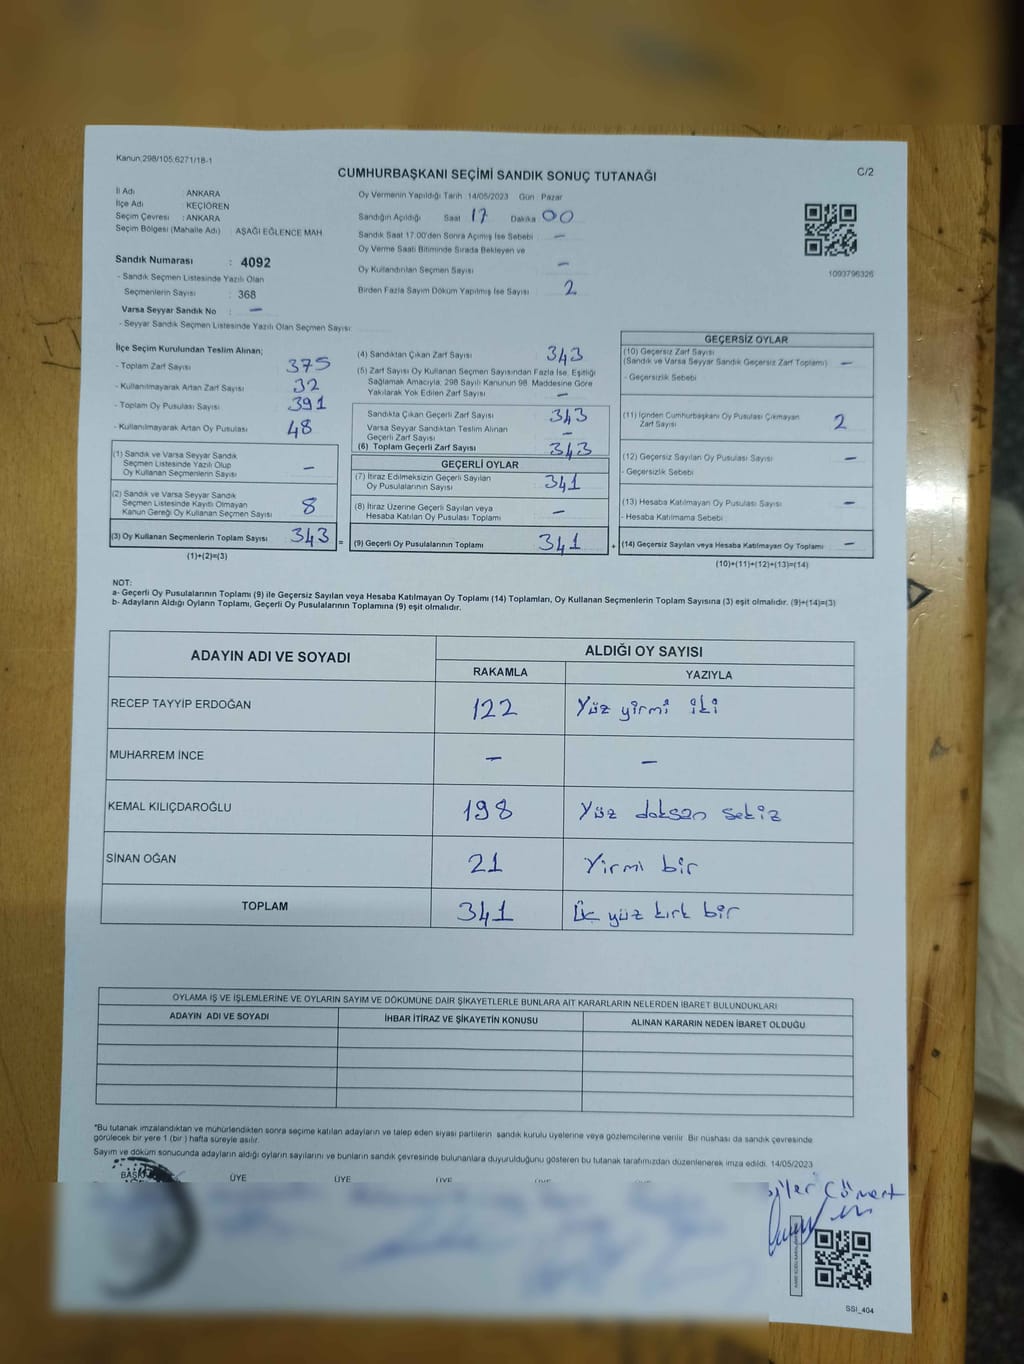 Kanun;298/105;6271/18-1
CUMHURBAŞKANI SEÇİMİ SANDIK SONUÇ TUTANAĞI
C/2
İl Adı ANKARA
İlçe Adı : KEÇİÖREN
Seçim Çevresi : ANKARA
Seçim Bölgesi (Mahalle Adı) : AŞAĞI EĞLENCE MAH
Sandık Numarası : 4092
- Sandık Seçmen Listesinde Yazılı Olan
Seçmenlerin Sayısı : 368
Varsa Seyyar Sandık No : –
- Seyyar Sandık Seçmen Listesinde Yazılı Olan Seçmen Sayısı:
Oy Vermenin Yapıldığı Tarih 14/05/2023 Gün Pazar
Sandığın Açıldığı Saat 17 Dakika 00
Sandık Saat 17:00'den Sonra Açmış İse Sebebi –
Oy Verme Saati Bitiminde Sırada Bekleyen ve
Oy Kullandırılan Seçmen Sayısı –
Birden Fazla Sayım Döküm Yapılmış İse Sayısı 2
1093796326
İlçe Seçim Kurulundan Teslim Alınan;
- Toplam Zarf Sayısı 375
- Kullanılmayarak Artan Zarf Sayısı 32
- Toplam Oy Pusulası Sayısı 391
- Kullanılmayarak Artan Oy Pusulası 48
(1) Sandık ve Varsa Seyyar Sandık
Seçmen Listesinde Yazılı Olup
Oy Kullanan Seçmenlerin Sayısı –
(2) Sandık ve Varsa Seyyar Sandık
Seçmen Listesinde Kayıtlı Olmayan
Kanun Gereği Oy Kullanan Seçmen Sayısı 8
(3) Oy Kullanan Seçmenlerin Toplam Sayısı 343
(1)+(2)=(3)
(4) Sandıktan Çıkan Zarf Sayısı 343
(5) Zarf Sayısı Oy Kullanan Seçmen Sayısından Fazla İse, Eşitliği
Sağlamak Amacıyla, 298 Sayılı Kanunun 98. Maddesine Göre
Yakılarak Yok Edilen Zarf Sayısı –
Sandıkta Çıkan Geçerli Zarf Sayısı 343
Varsa Seyyar Sandıktan Teslim Alınan
Geçerli Zarf Sayısı –
(6) Toplam Geçerli Zarf Sayısı 343
GEÇERLİ OYLAR
(7) İtiraz Edilmeksizin Geçerli Sayılan
Oy Pusulalarının Sayısı 341
(8) İtiraz Üzerine Geçerli Sayılan veya
Hesaba Katılan Oy Pusulası Toplamı –
= (9) Geçerli Oy Pusulalarının Toplamı 341 +
GEÇERSİZ OYLAR
(10) Geçersiz Zarf Sayısı
(Sandık ve Varsa Seyyar Sandık Geçersiz Zarf Toplamı) –
- Geçersizlik Sebebi
(11) İçinden Cumhurbaşkanı Oy Pusulası Çıkmayan
Zarf Sayısı 2
(12) Geçersiz Sayılan Oy Pusulası Sayısı –
- Geçersizlik Sebebi
(13) Hesaba Katılmayan Oy Pusulası Sayısı –
- Hesaba Katılmama Sebebi
(14) Geçersiz Sayılan veya Hesaba Katılmayan Oy Toplamı –
(10)+(11)+(12)+(13)=(14)
NOT:
a- Geçerli Oy Pusulalarının Toplamı (9) ile Geçersiz Sayılan veya Hesaba Katılmayan Oy Toplamı (14) Toplamları, Oy Kullanan Seçmenlerin Toplam Sayısına (3) eşit olmalıdır. (9)+(14)=(3)
b- Adayların Aldığı Oyların Toplamı, Geçerli Oy Pusulalarının Toplamına (9) eşit olmalıdır.
ADAYIN ADI VE SOYADI
ALDIĞI OY SAYISI
RAKAMLA YAZIYLA
RECEP TAYYİP ERDOĞAN 122 Yüz yirmi iki
MUHARREM İNCE – –
KEMAL KILIÇDAROĞLU 198 Yüz doksan sekiz
SİNAN OĞAN 21 Yirmi bir
TOPLAM 341 Üç yüz kırk bir
OYLAMA İŞ VE İŞLEMLERİNE VE OYLARIN SAYIM VE DÖKÜMÜNE DAİR ŞİKAYETLERLE BUNLARA AİT KARARLARIN NELERDEN İBARET BULUNDUKLARI
ADAYIN ADI VE SOYADI İHBAR İTİRAZ VE ŞİKAYETİN KONUSU ALINAN KARARIN NEDEN İBARET OLDUĞU
*Bu tutanak imzalandıktan ve mühürlendikten sonra seçime katılan adayların ve talep eden siyasi partilerin sandık kurulu üyelerine veya gözlemcilerine verilir. Bir nüshası da sandık çevresinde
görülecek bir yere 1 (bir ) hafta süreyle asılır.
Sayım ve döküm sonucunda adayların aldığı oyların sayılarını ve bunların sandık çevresinde bulunanlara duyurulduğunu gösteren bu tutanak tarafımızdan düzenlenerek imza edildi. 14/05/2023
ÜYE ÜYE
Cömert
SSI_404